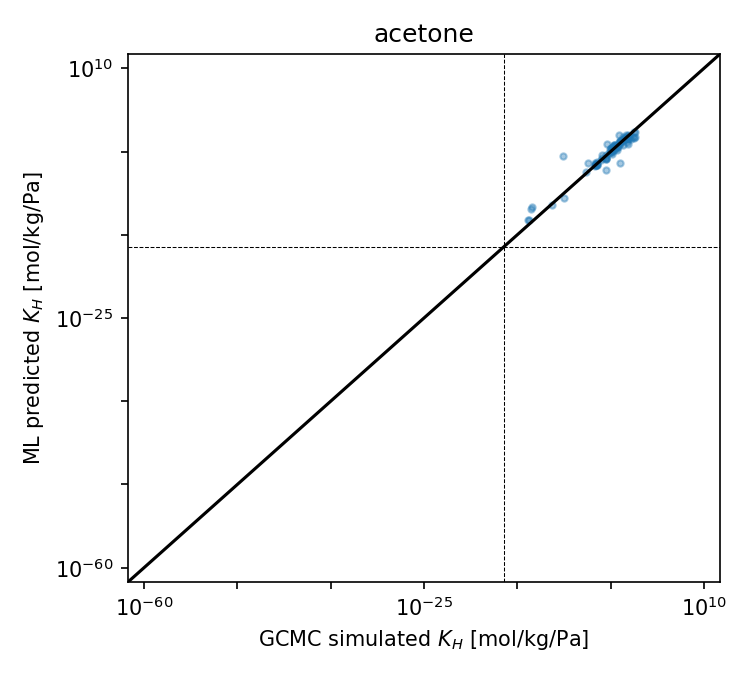 acetone
10^10
10^−25
10^−60
ML predicted K_H [mol/kg/Pa]
10^−60
10^−25
10^10
GCMC simulated K_H [mol/kg/Pa]